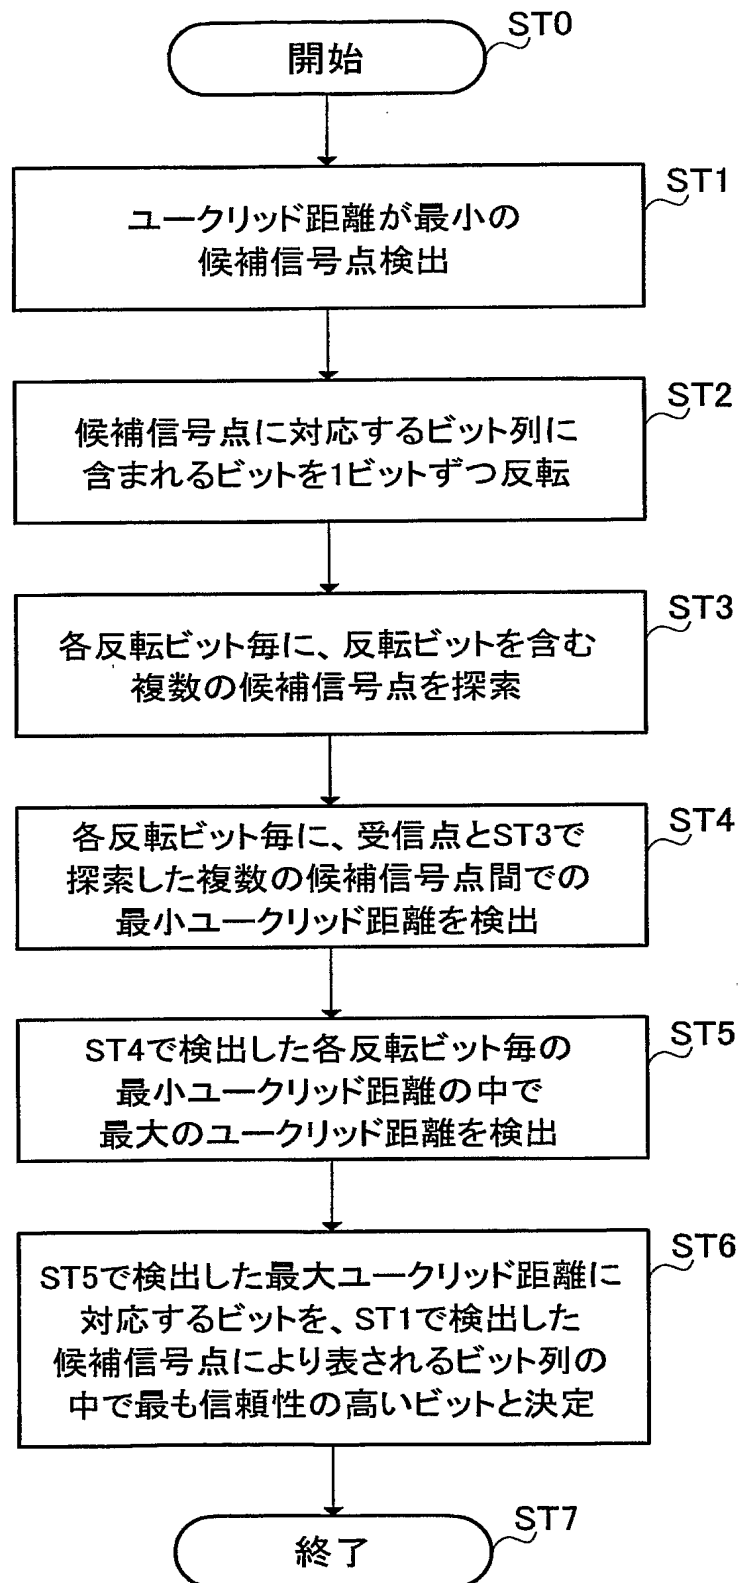 ST0
開始
ST1
ユークリッド距離が最小の
候補信号点検出
ST2
候補信号点に対応するビット列に
含まれるビットを1ビットずつ反転
ST3
各反転ビット毎に、反転ビットを含む
複数の候補信号点を探索
ST4
各反転ビット毎に、受信点とST3で
探索した複数の候補信号点間での
最小ユークリッド距離を検出
ST5
ST4で検出した各反転ビット毎の
最小ユークリッド距離の中で
最大のユークリッド距離を検出
ST6
ST5で検出した最大ユークリッド距離に
対応するビットを、ST1で検出した
候補信号点により表されるビット列の
中で最も信頼性の高いビットと決定
ST7
終了